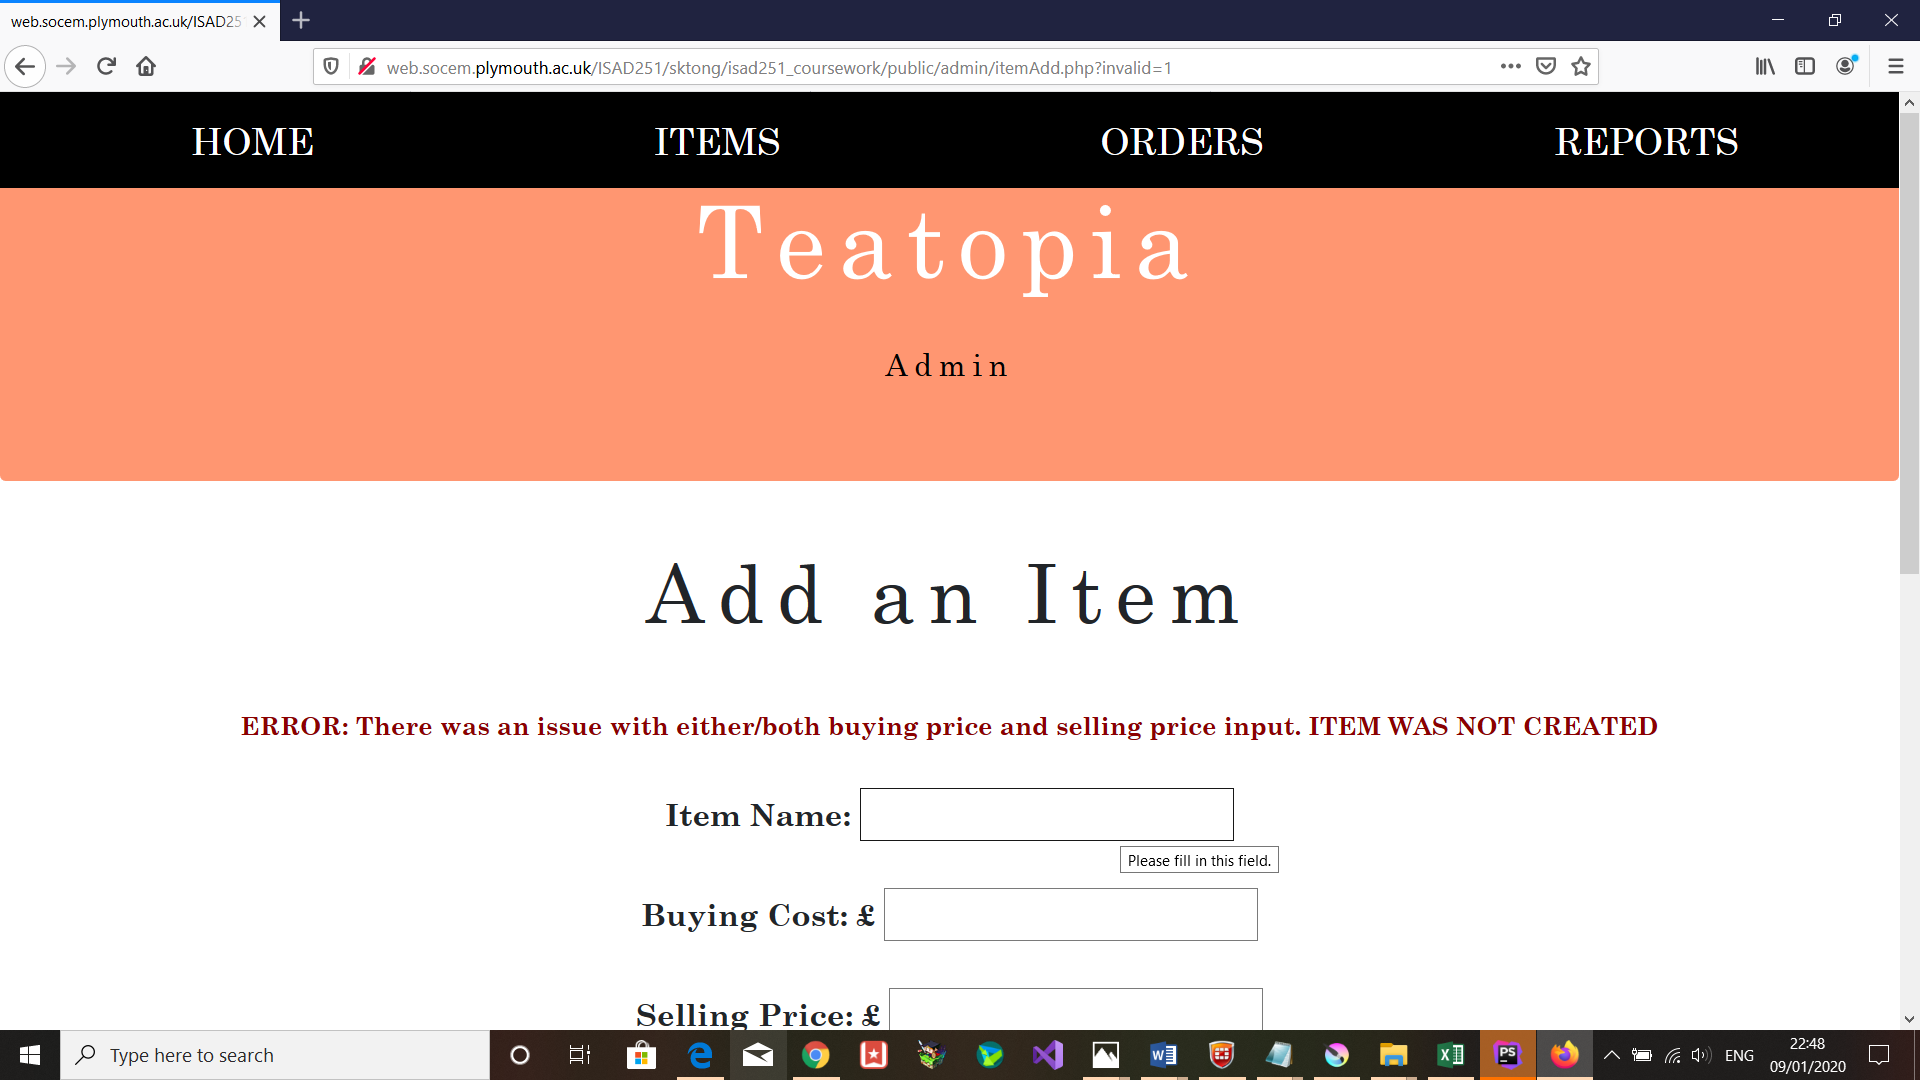 web.socem.plymouth.ac.uk/ISAD25
web.socem.plymouth.ac.uk/ISAD251/sktong/isad251_coursework/public/admin/itemAdd.php?invalid=1
HOME ITEMS ORDERS REPORTS
Teatopia
Admin
Add an Item
ERROR: There was an issue with either/both buying price and selling price input. ITEM WAS NOT CREATED
Item Name:
Please fill in this field.
Buying Cost: £
Selling Price: £
Type here to search
PS
ENG
22:48
09/01/2020